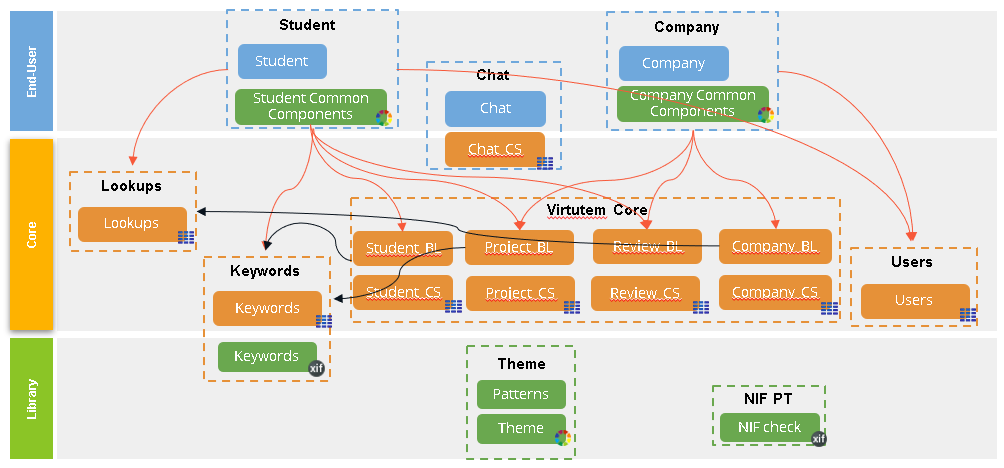 End-User
Student
Student
Student Common
Components
Chat
Chat
Chat_CS
Company
Company
Company Common
Components
Core
Lookups
Lookups
Keywords
Keywords
Keywords
xif
Virtutem Core
Student_BL
Project_BL
Review_BL
Company_BL
Student_CS
Project_CS
Review_CS
Company_CS
Users
Users
Library
Theme
Patterns
Theme
NIF PT
NIF check
xif